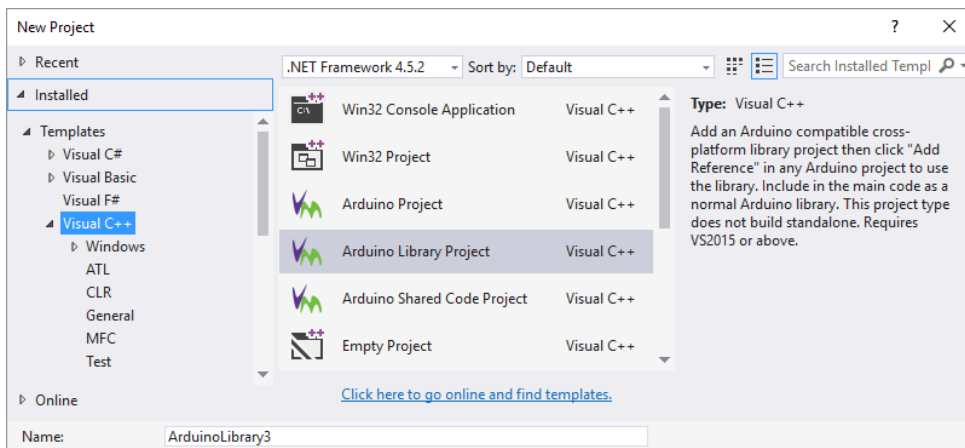 New Project
?
Recent
.NET Framework 4.5.2
Sort by:
Default
Search Installed Templ
Installed
Templates
Visual C#
Visual Basic
Visual F#
Visual C++
Windows
ATL
CLR
General
MFC
Test
Online
C:\
Win32 Console Application Visual C++
Win32 Project Visual C++
Arduino Project Visual C++
Arduino Library Project Visual C++
Arduino Shared Code Project Visual C++
Empty Project Visual C++
Click here to go online and find templates.
Type: Visual C++
Add an Arduino compatible cross-
platform library project then click "Add
Reference" in any Arduino project to use
the library. Include in the main code as a
normal Arduino library. This project type
does not build standalone. Requires
VS2015 or above.
Name: ArduinoLibrary3